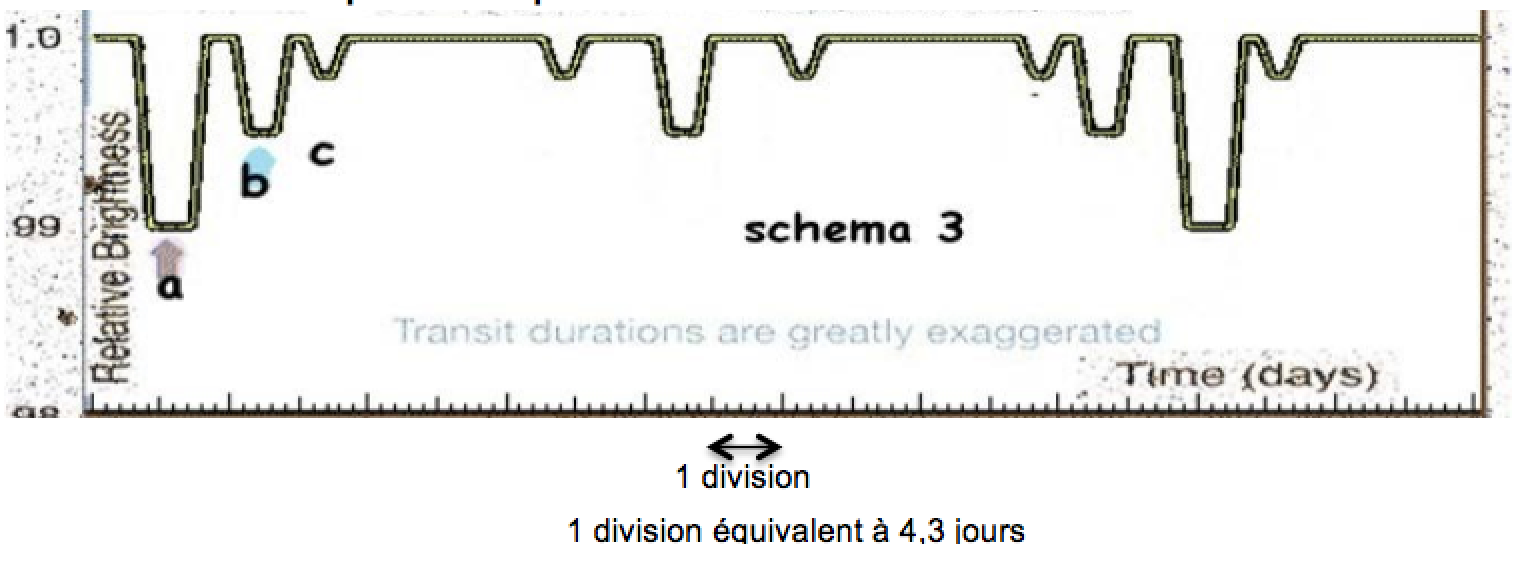 1.0
Relative Brightness
c
b
99
schema 3
a
Transit durations are greatly exaggerated
Time (days)
98
1 division
1 division équivalent à 4,3 jours